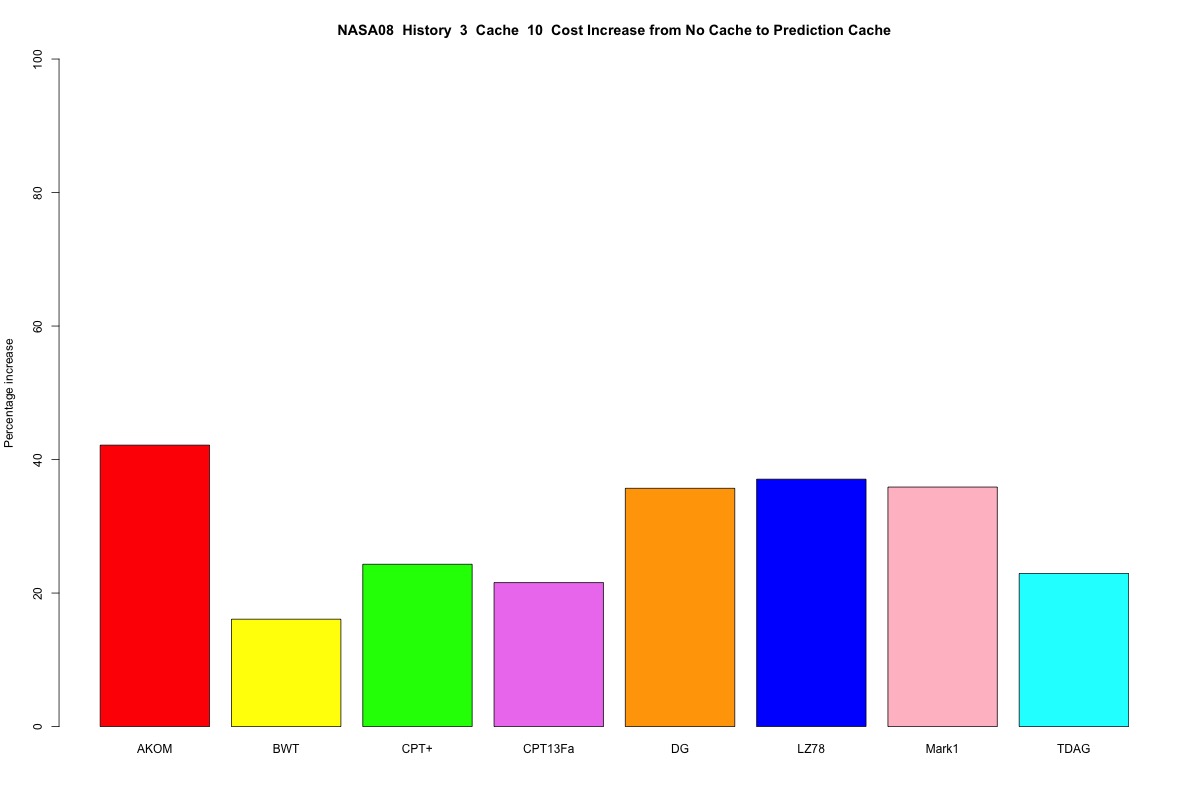 NASA08  History  3  Cache  10  Cost Increase from No Cache to Prediction Cache
Percentage increase
100
80
60
40
20
0
AKOM BWT CPT+ CPT13Fa DG LZ78 Mark1 TDAG